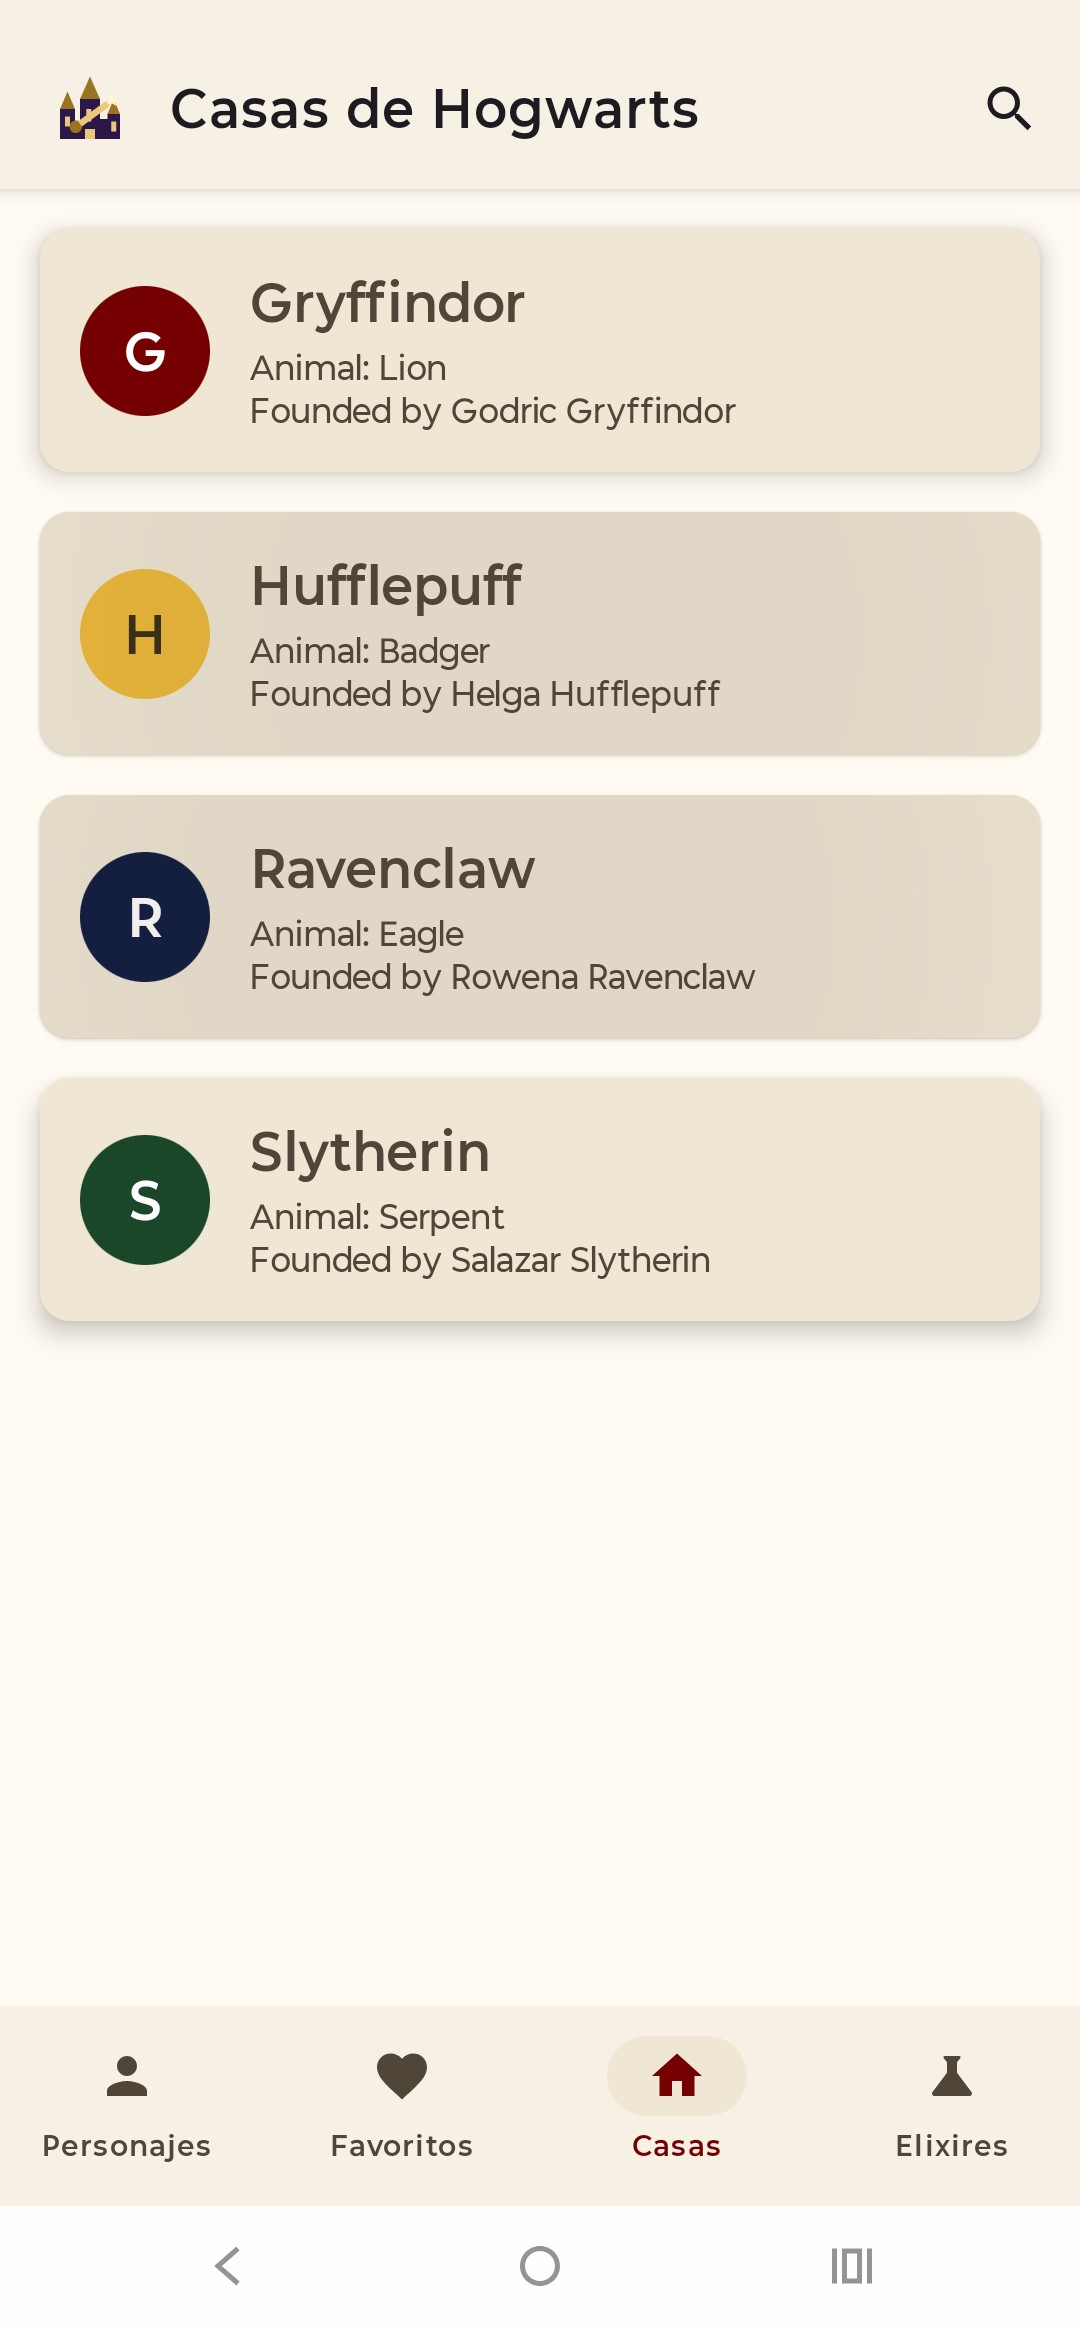 Casas de Hogwarts
G
Gryffindor
Animal: Lion
Founded by Godric Gryffindor
H
Hufflepuff
Animal: Badger
Founded by Helga Hufflepuff
R
Ravenclaw
Animal: Eagle
Founded by Rowena Ravenclaw
S
Slytherin
Animal: Serpent
Founded by Salazar Slytherin
Personajes
Favoritos
Casas
Elixires